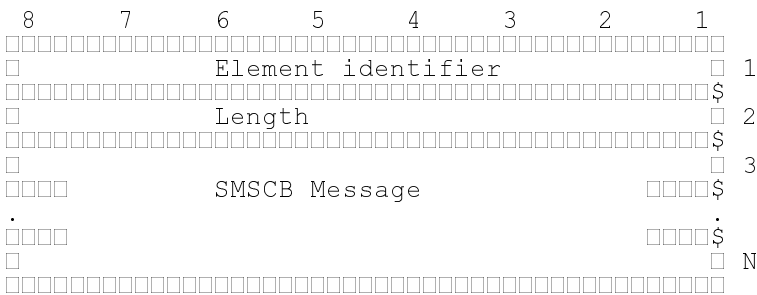 8 7 6 5 4 3 2 1
□□□□□□□□□□□□□□□□□□□□□□□□□□□□□□□□□□□□□□□□□□□□□
□ Element identifier □ 1
□□□□□□□□□□□□□□□□□□□□□□□□□□□□□□□□□□□□□□□□□□□□$
□ Length □ 2
□□□□□□□□□□□□□□□□□□□□□□□□□□□□□□□□□□□□□□□□□□□□$
□ □ 3
□□□□ SMSCB Message □□□□$
. .
□□□□ □□□□$
□ □ N
□□□□□□□□□□□□□□□□□□□□□□□□□□□□□□□□□□□□□□□□□□□□□